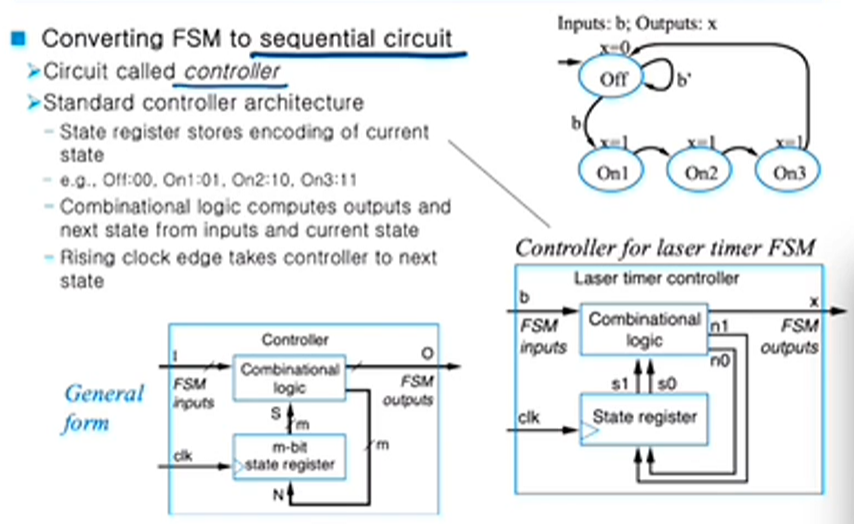 ■ Converting FSM to sequential circuit
➢Circuit called controller
➢Standard controller architecture
- State register stores encoding of current
state
- e.g., Off:00, On1:01, On2:10, On3:11
- Combinational logic computes outputs and
next state from inputs and current state
- Rising clock edge takes controller to next
state
Inputs: b; Outputs: x
x=0
Off
b'
b
x=1
x=1
x=1
On1
On2
On3
Controller for laser timer FSM
Laser timer controller
b
x
FSM
inputs
Combinational
logic
n1
n0
FSM
outputs
s1
s0
clk
State register
General
form
Controller
I
O
FSM
inputs
Combinational
logic
FSM
outputs
S
m
m
clk
m-bit
state register
N